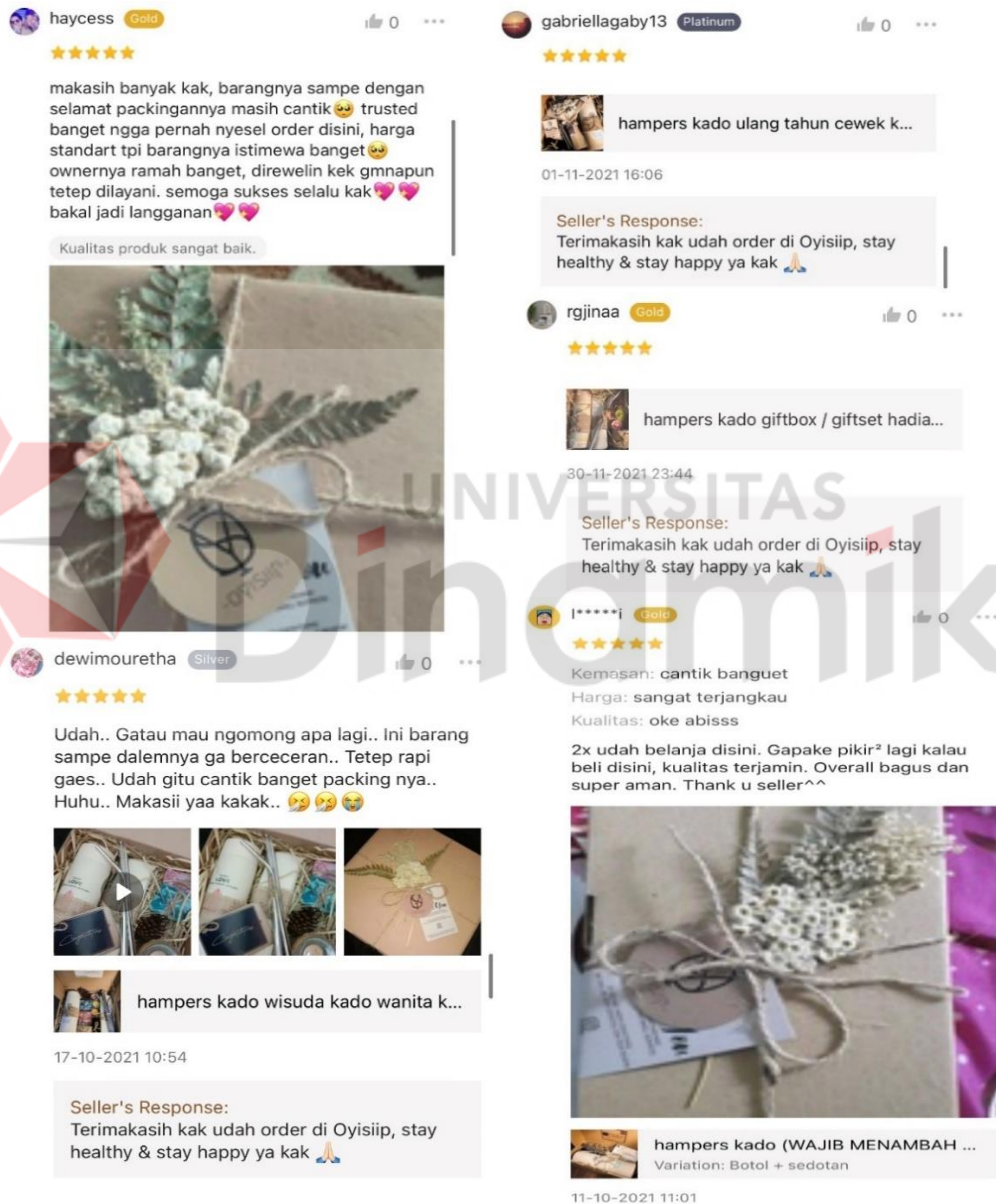 haycess Gold
0
makasih banyak kak, barangnya sampe dengan
selamat packingannya masih cantik🥺 trusted
banget ngga pernah nyesel order disini, harga
standart tpi barangnya istimewa banget🥺
ownernya ramah banget, direwelin kek gmnapun
tetep dilayani. semoga sukses selalu kak💖💖
bakal jadi langganan💖💖
Kualitas produk sangat baik.
dewimouretha Silver
0
Udah.. Gatau mau ngomong apa lagi.. Ini barang
sampe dalemnya ga berceceran.. Tetep rapi
gaes.. Udah gitu cantik banget packing nya..
Huhu.. Makasii yaa kakak.. 🤧🤧😭
hampers kado wisuda kado wanita k...
17-10-2021 10:54
Seller's Response:
Terimakasih kak udah order di Oyisiip, stay
healthy & stay happy ya kak 🙏🏻
gabriellagaby13 Platinum
0
hampers kado ulang tahun cewek k...
01-11-2021 16:06
Seller's Response:
Terimakasih kak udah order di Oyisiip, stay
healthy & stay happy ya kak 🙏🏻
rgjinaa Gold
0
hampers kado giftbox / giftset hadia...
30-11-2021 23:44
Seller's Response:
Terimakasih kak udah order di Oyisiip, stay
healthy & stay happy ya kak 🙏🏻
l*****i Gold
0
Kemasan: cantik banguet
Harga: sangat terjangkau
Kualitas: oke abisss
2x udah belanja disini. Gapake pikir² lagi kalau
beli disini, kualitas terjamin. Overall bagus dan
super aman. Thank u seller^^
hampers kado (WAJIB MENAMBAH ...
Variation: Botol + sedotan
11-10-2021 11:01
UNIVERSITAS
Dinamik